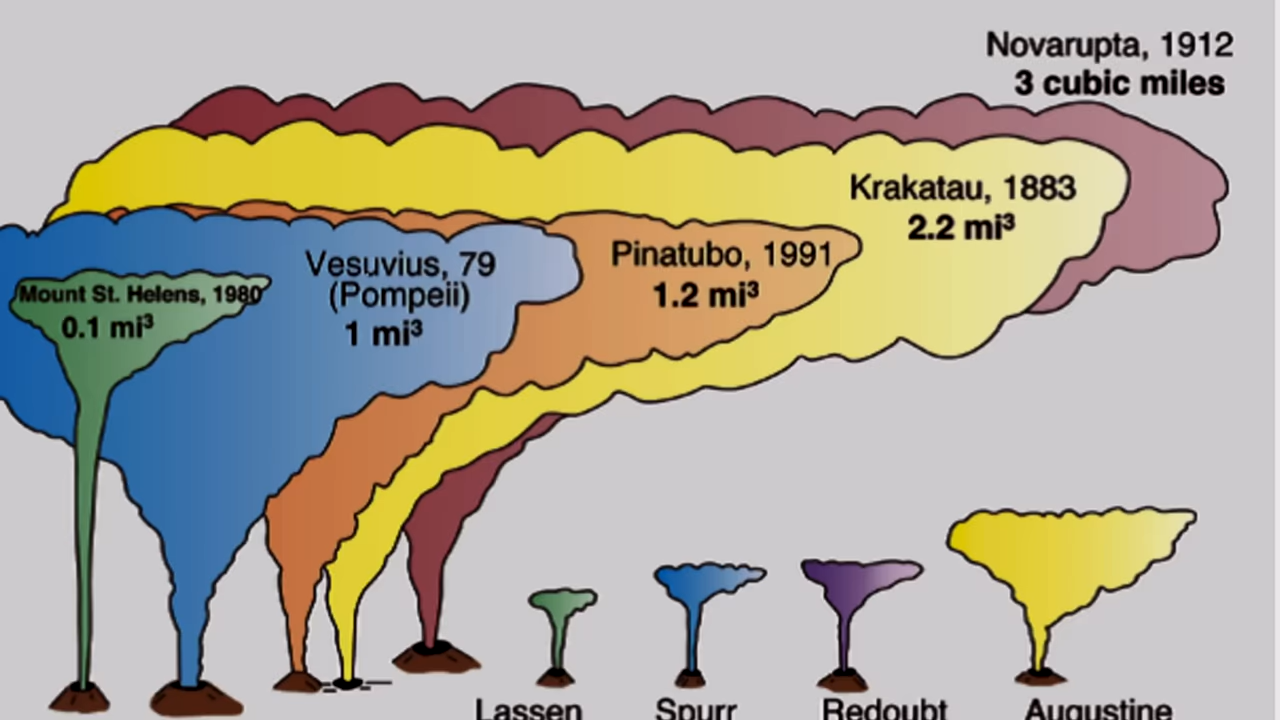 Novarupta, 1912
3 cubic miles
Krakatau, 1883
2.2 mi³
Pinatubo, 1991
1.2 mi³
Vesuvius, 79
(Pompeii)
1 mi³
Mount St. Helens, 1980
0.1 mi³
Lassen
Spurr
Redoubt
Augustine